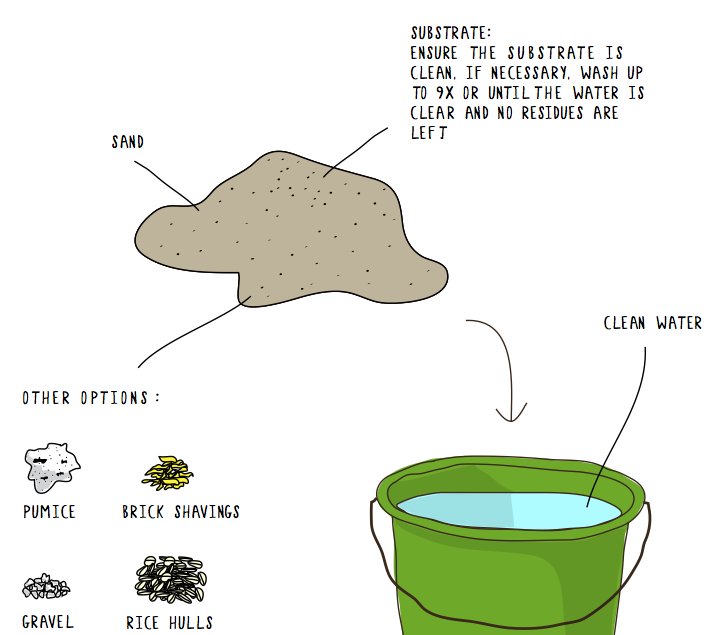 SUBSTRATE:
ENSURE THE SUBSTRATE IS
CLEAN. IF NECESSARY, WASH UP
TO 9X OR UNTIL THE WATER IS
CLEAR AND NO RESIDUES ARE
LEFT
SAND
CLEAN WATER
OTHER OPTIONS:
PUMICE
BRICK SHAVINGS
GRAVEL
RICE HULLS